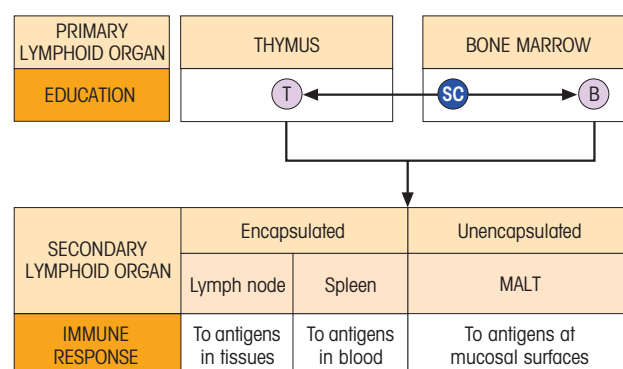 PRIMARY
LYMPHOID ORGAN
THYMUS
BONE MARROW
EDUCATION
T
SC
B
SECONDARY
LYMPHOID ORGAN
Encapsulated
Unencapsulated
Lymph node
Spleen
MALT
IMMUNE
RESPONSE
To antigens
in tissues
To antigens
in blood
To antigens at
mucosal surfaces